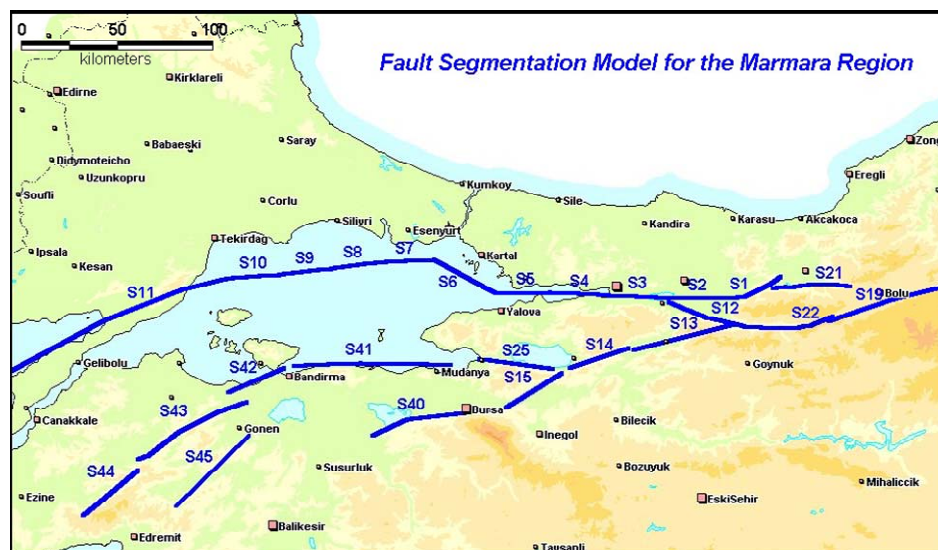 0 50 100
kilometers
Fault Segmentation Model for the Marmara Region
Kirklareli
Edirne
Zong
Saray
Babaeski
Didymoteicho
Uzunkopru
Eregli
Kumkoy
Soufli
Corlu
Sile
Siliyri
Kandira
Karasu
Akcakoca
Esenyurt
Tekirdag
Ipsala
Kesan
Kartal
S7
S8
S9
S10
S6
S5
S4
S3
S2
S1
S21
S11
S19
Bolu
Yalova
S12
S22
S13
S14
S41
S25
Gelibolu
S42
Goynuk
Bandirma
Mudanya
S15
S43
S40
Bursa
Canakkale
Gonen
Bilecik
Inegol
S45
S44
Susurluk
Bozuyuk
Mihaliccik
Ezine
EskiSehir
Balikesir
Edremit
Tausanli